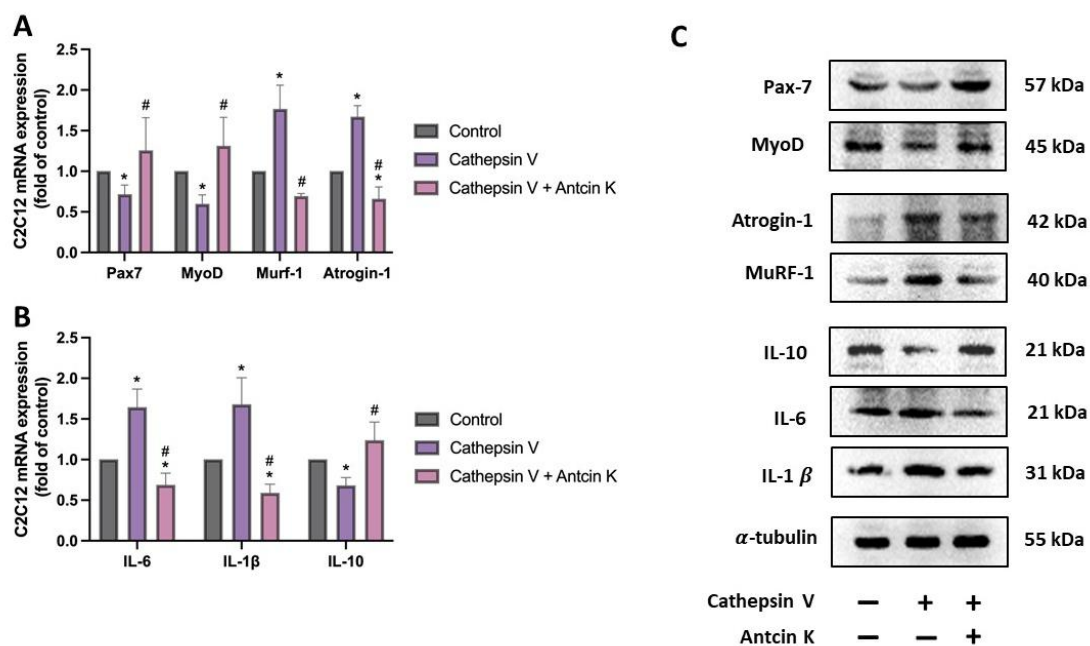 A
C2C12 mRNA expression
(fold of control)
2.5
2.0
1.5
1.0
0.5
0.0
*
#
*
#
*
#
*
#
*
Pax7
MyoD
Murf-1
Atrogin-1
Control
Cathepsin V
Cathepsin V + Antcin K
B
C2C12 mRNA expression
(fold of control)
2.5
2.0
1.5
1.0
0.5
0.0
*
#
*
*
#
*
*
#
IL-6
IL-1β
IL-10
Control
Cathepsin V
Cathepsin V + Antcin K
C
Pax-7 57 kDa
MyoD 45 kDa
Atrogin-1 42 kDa
MuRF-1 40 kDa
IL-10 21 kDa
IL-6 21 kDa
IL-1 β 31 kDa
α-tubulin 55 kDa
Cathepsin V − + +
Antcin K − − +